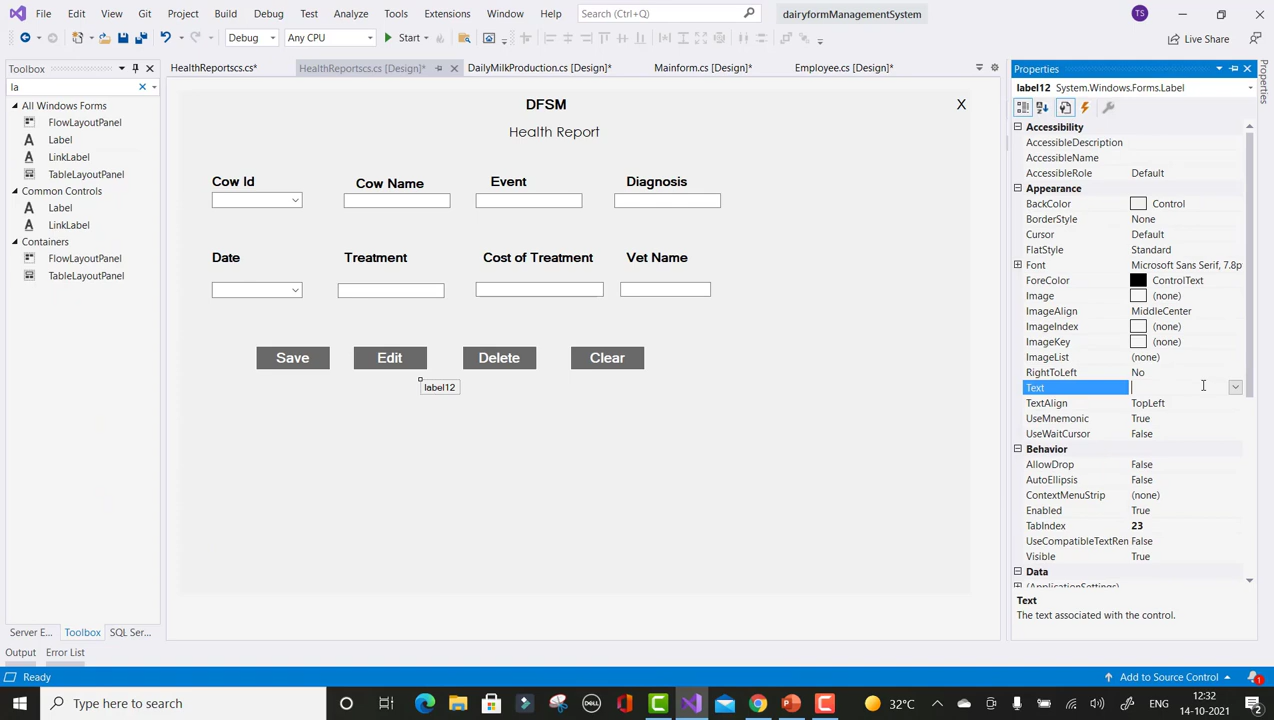 File Edit View Git Project Build Debug Test Analyze Tools Extensions Window Help Search (Ctrl+Q) dairyformManagementSystem TS
Debug Any CPU Start Live Share
Toolbox
HealthReportscs.cs* HealthReportscs.cs [Design]* DailyMilkProduction.cs [Design]* Mainform.cs [Design]* Employee.cs [Design]*
la
All Windows Forms
FlowLayoutPanel
Label
LinkLabel
TableLayoutPanel
Common Controls
Label
LinkLabel
Containers
FlowLayoutPanel
TableLayoutPanel
Server E... Toolbox SQL Ser...
Output Error List
DFSM X
Health Report
Cow Id Cow Name Event Diagnosis
Date Treatment Cost of Treatment Vet Name
Save Edit Delete Clear
label12
Properties
label12 System.Windows.Forms.Label
Accessibility
AccessibleDescription
AccessibleName
AccessibleRole Default
Appearance
BackColor Control
BorderStyle None
Cursor Default
FlatStyle Standard
Font Microsoft Sans Serif, 7.8p
ForeColor ControlText
Image (none)
ImageAlign MiddleCenter
ImageIndex (none)
ImageKey (none)
ImageList (none)
RightToLeft No
Text
TextAlign TopLeft
UseMnemonic True
UseWaitCursor False
Behavior
AllowDrop False
AutoEllipsis False
ContextMenuStrip (none)
Enabled True
TabIndex 23
UseCompatibleTextRen False
Visible True
Data
(ApplicationSettings)
Text
The text associated with the control.
Properties
Ready Add to Source Control 1
Type here to search DELL 32°C ENG 12:32
14-10-2021 2